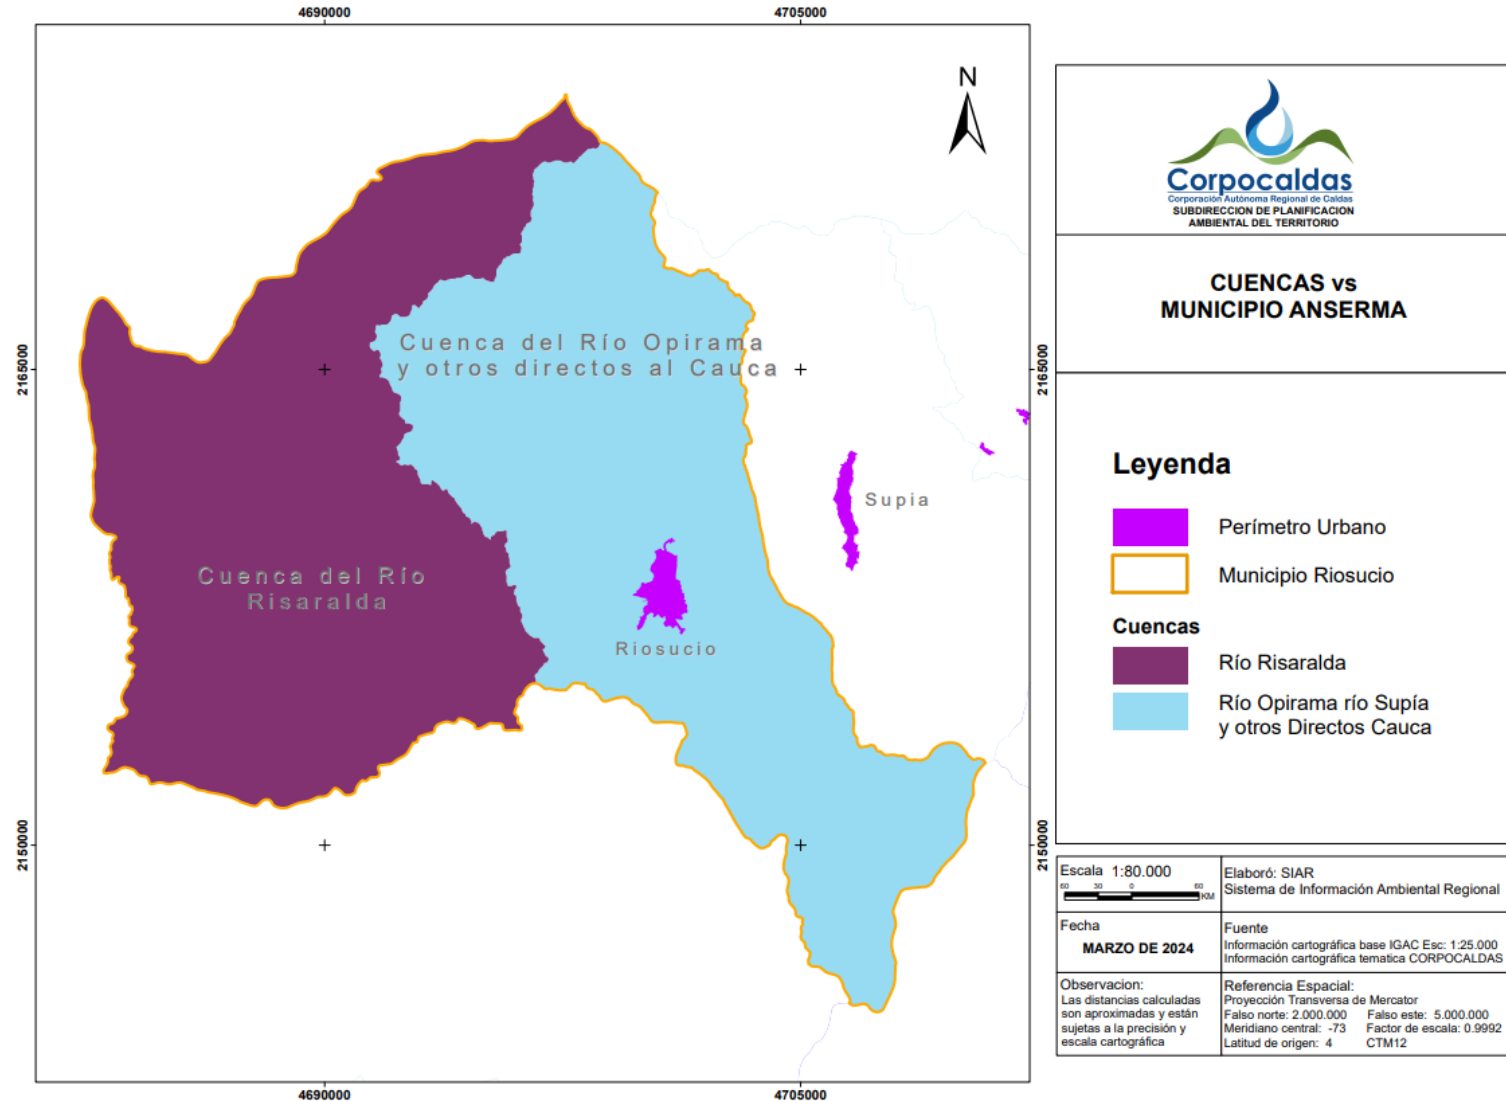 4690000
4705000
N
2165000
2165000
2150000
2150000
Cuenca del Río Opirama
y otros directos al Cauca
Cuenca del Río
Risaralda
Supia
Riosucio
4690000
4705000
Corpocaldas
Corporación Autónoma Regional de Caldas
SUBDIRECCION DE PLANIFICACION
AMBIENTAL DEL TERRITORIO
CUENCAS vs
MUNICIPIO ANSERMA
Leyenda
Perímetro Urbano
Municipio Riosucio
Cuencas
Río Risaralda
Río Opirama río Supía
y otros Directos Cauca
Escala 1:80.000
60 30 0 60
KM
Elaboró: SIAR
Sistema de Información Ambiental Regional
Fecha
MARZO DE 2024
Fuente
Información cartográfica base IGAC Esc: 1:25.000
Información cartográfica tematica CORPOCALDAS
Observacion:
Las distancias calculadas
son aproximadas y están
sujetas a la precisión y
escala cartográfica
Referencia Espacial:
Proyección Transversa de Mercator
Falso norte: 2.000.000 Falso este: 5.000.000
Meridiano central: -73 Factor de escala: 0.9992
Latitud de origen: 4 CTM12